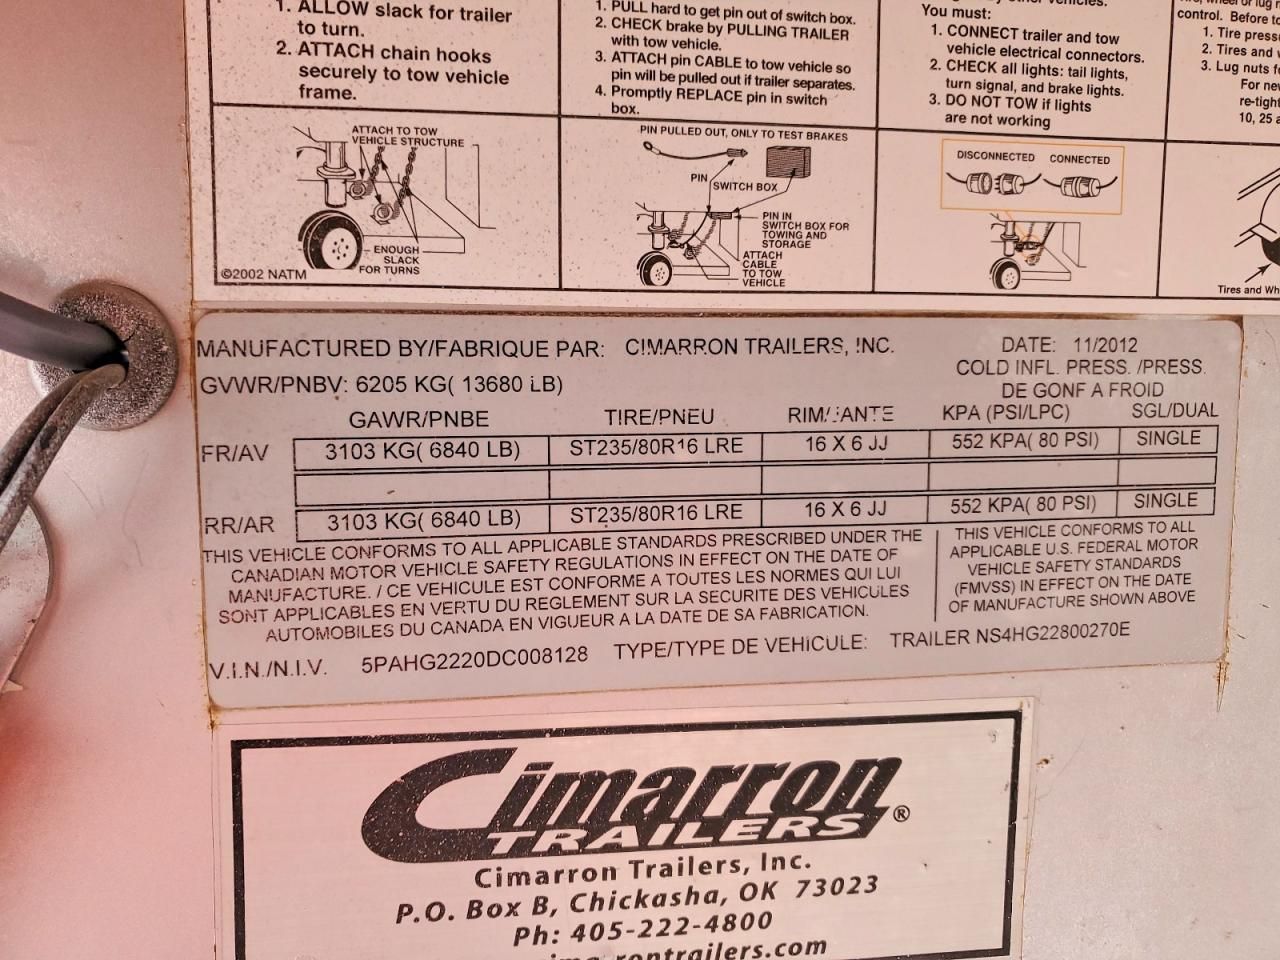 1. ALLOW slack for trailer
to turn.
2. ATTACH chain hooks
securely to tow vehicle
frame.
1. PULL hard to get pin out of switch box.
2. CHECK brake by PULLING TRAILER
with tow vehicle.
3. ATTACH pin CABLE to tow vehicle so
pin will be pulled out if trailer separates.
4. Promptly REPLACE pin in switch
box.
by other vehicles.
You must:
1. CONNECT trailer and tow
vehicle electrical connectors.
2. CHECK all lights: tail lights,
turn signal, and brake lights.
3. DO NOT TOW if lights
are not working
wheel or lug
control. Before
1. Tire
2. Tires and
3. Lug nuts
For
10, 25
ATTACH TO TOW
VEHICLE STRUCTURE
ENOUGH
SLACK
FOR TURNS
©2002 NATM
PIN PULLED OUT, ONLY TO TEST BRAKES
PIN
SWITCH BOX
PIN IN
SWITCH BOX FOR
TOWING AND
STORAGE
ATTACH
CABLE
TO TOW
VEHICLE
DISCONNECTED CONNECTED
Tires and
MANUFACTURED BY/FABRIQUE PAR: CIMARRON TRAILERS, INC. DATE: 11/2012
GVWR/PNBV: 6205 KG( 13680 LB) COLD INFL. PRESS. /PRESS.
DE GONF A FROID
GAWR/PNBE TIRE/PNEU RIM/JANTE KPA (PSI/LPC) SGL/DUAL
FR/AV 3103 KG( 6840 LB) ST235/80R16 LRE 16 X 6 JJ 552 KPA( 80 PSI) SINGLE
RR/AR 3103 KG( 6840 LB) ST235/80R16 LRE 16 X 6 JJ 552 KPA( 80 PSI) SINGLE
THIS VEHICLE CONFORMS TO ALL APPLICABLE STANDARDS PRESCRIBED UNDER THE
CANADIAN MOTOR VEHICLE SAFETY REGULATIONS IN EFFECT ON THE DATE OF
MANUFACTURE. / CE VEHICULE EST CONFORME A TOUTES LES NORMES QUI LUI
SONT APPLICABLES EN VERTU DU REGLEMENT SUR LA SECURITE DES VEHICULES
AUTOMOBILES DU CANADA EN VIGUEUR A LA DATE DE SA FABRICATION.
THIS VEHICLE CONFORMS TO ALL
APPLICABLE U.S. FEDERAL MOTOR
VEHICLE SAFETY STANDARDS
(FMVSS) IN EFFECT ON THE DATE
OF MANUFACTURE SHOWN ABOVE
V.I.N./N.I.V. 5PAHG2220DC008128 TYPE/TYPE DE VEHICULE: TRAILER NS4HG22800270E
Cimarron
TRAILERS ®
Cimarron Trailers, Inc.
P.O. Box B, Chickasha, OK 73023
Ph: 405-222-4800
cimarrontrailers.com